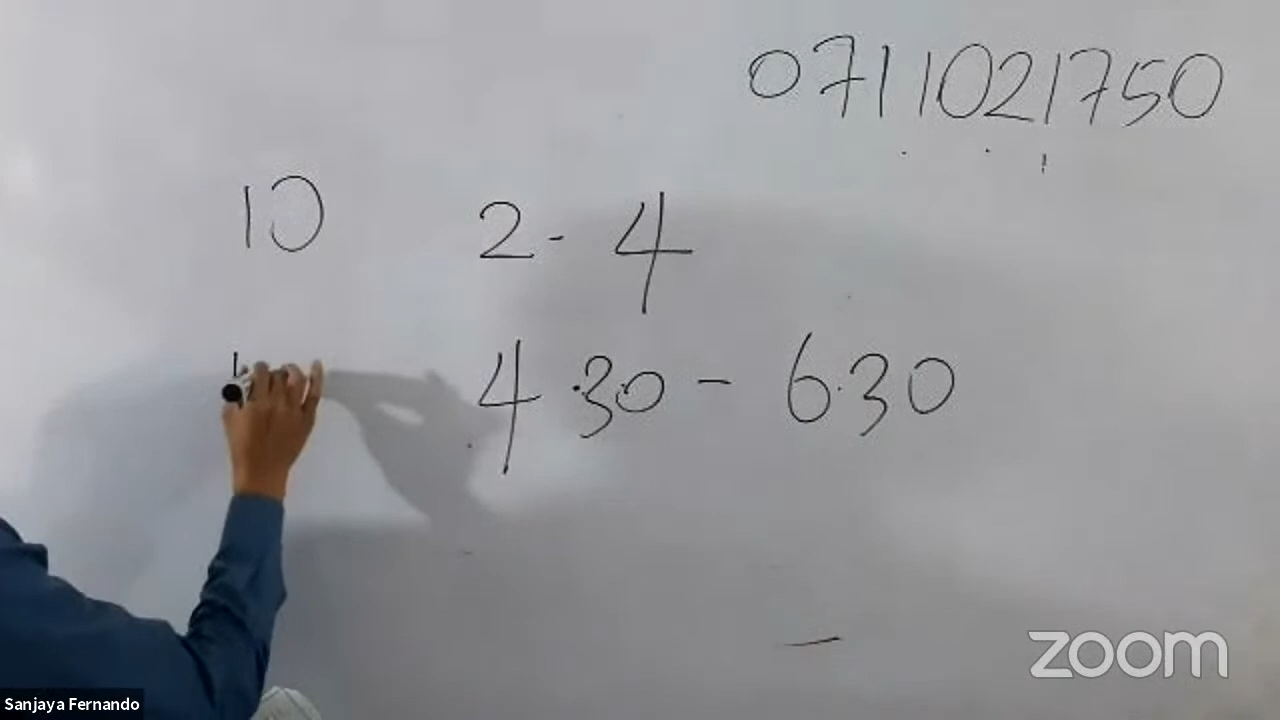 0711021750
10 2 - 4
4.30 - 6.30
zoom
Sanjaya Fernando